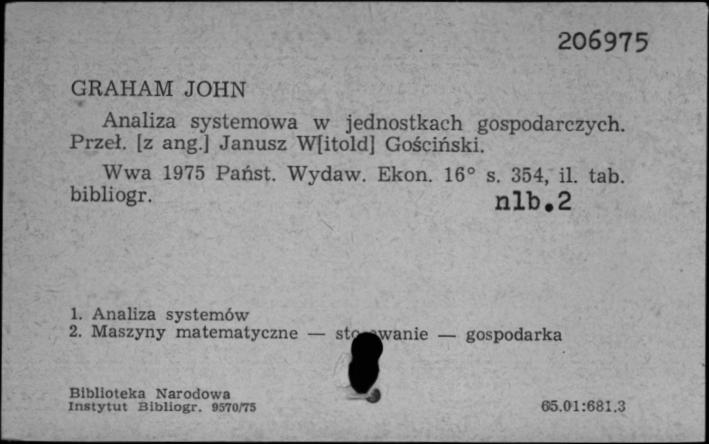 206975
GRAHAM JOHN
Analiza systemowa w jednostkach gospodarczych.
Przeł. [z ang.] Janusz W[itold] Gościński.
Wwa 1975 Państ. Wydaw. Ekon. 16° s. 354, il. tab.
bibliogr. nlb.2
1. Analiza systemów
2. Maszyny matematyczne — — gospodarka
Biblioteka Narodowa
Instytut Bibliogr. 9570/75 65.01:681.3